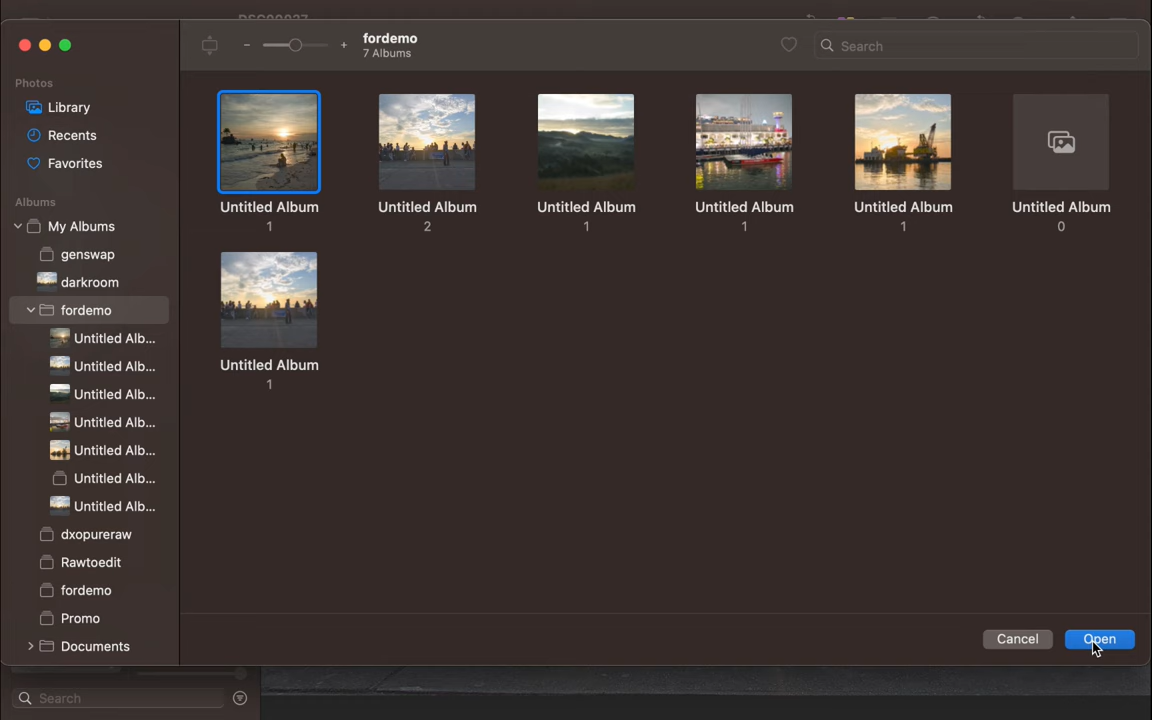 DSC00037
fordemo
7 Albums
Search
Photos
Library
Recents
Favorites
Albums
My Albums
genswap
darkroom
fordemo
Untitled Alb...
Untitled Alb...
Untitled Alb...
Untitled Alb...
Untitled Alb...
Untitled Alb...
Untitled Alb...
dxopureraw
Rawtoedit
fordemo
Promo
Documents
Untitled Album
1
Untitled Album
2
Untitled Album
1
Untitled Album
1
Untitled Album
1
Untitled Album
0
Untitled Album
1
Cancel
Open
Search